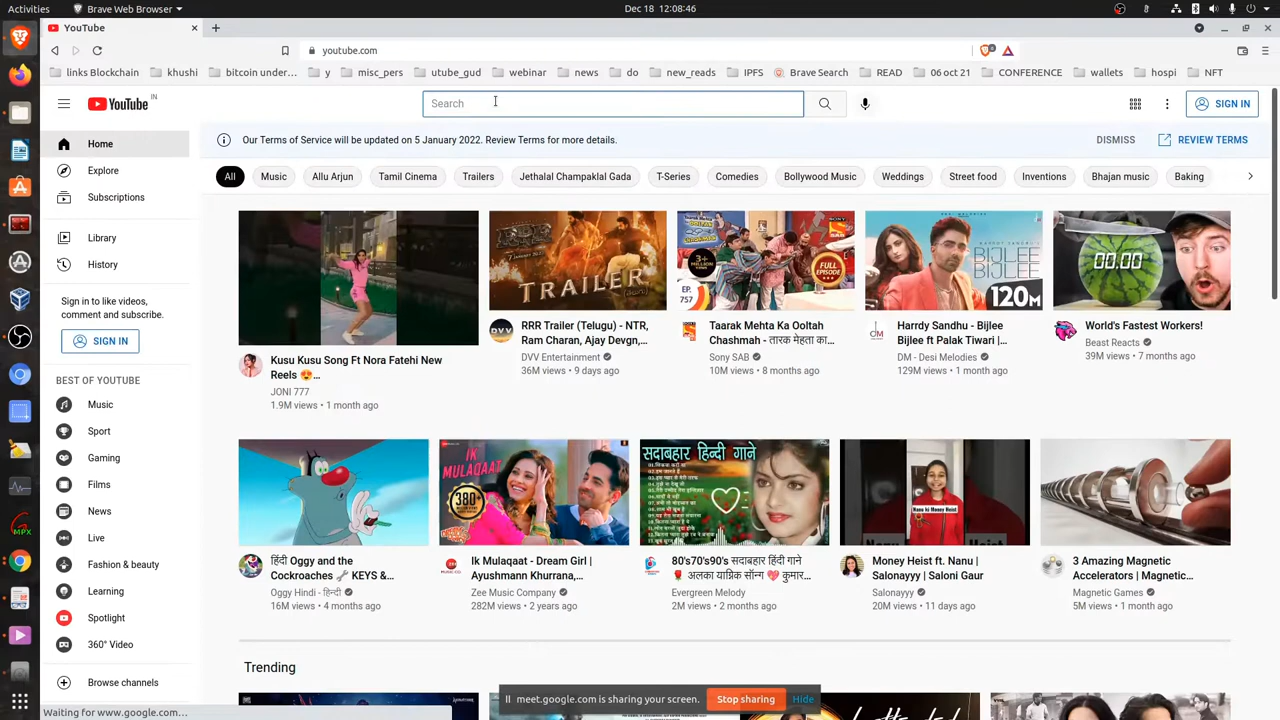 Activities Brave Web Browser Dec 18 12:08:46
YouTube
youtube.com
links Blockchain khushi bitcoin under... y misc_pers utube_gud webinar news do new_reads IPFS Brave Search READ 06 oct 21 CONFERENCE wallets hospi NFT
YouTube IN Search SIGN IN
Our Terms of Service will be updated on 5 January 2022. Review Terms for more details. DISMISS REVIEW TERMS
All Music Allu Arjun Tamil Cinema Trailers Jethalal Champaklal Gada T-Series Comedies Bollywood Music Weddings Street food Inventions Bhajan music Baking
Home
Explore
Subscriptions
Library
History
Sign in to like videos,
comment and subscribe.
SIGN IN
BEST OF YOUTUBE
Music
Sport
Gaming
Films
News
Live
Fashion & beauty
Learning
Spotlight
360° Video
Browse channels
Kusu Kusu Song Ft Nora Fatehi New
Reels 😍...
JONI 777
1.9M views • 1 month ago
TRAILER
DVV
RRR Trailer (Telugu) - NTR,
Ram Charan, Ajay Devgn,...
DVV Entertainment
36M views • 9 days ago
3+
FULL
EPISODE
EP.
757
Taarak Mehta Ka Ooltah
Chashmah - तारक मेहता का...
Sony SAB
10M views • 8 months ago
BIJLEE
BIJLEE
120M
Harrdy Sandhu - Bijlee
Bijlee ft Palak Tiwari |...
DM - Desi Melodies
129M views • 1 month ago
00.00
World's Fastest Workers!
Beast Reacts
39M views • 7 months ago
हिंदी Oggy and the
Cockroaches 🔧 KEYS &...
Oggy Hindi - हिन्दी
16M views • 4 months ago
IK
MULAQAAT
380+
Ik Mulaqaat - Dream Girl |
Ayushmann Khurrana,...
Zee Music Company
282M views • 2 years ago
सदाबहार हिन्दी गाने
80's70's90's सदाबहार हिंदी गाने
🌹 अलका याग्निक सॉन्ग 💖 कुमार...
Evergreen Melody
2M views • 2 months ago
Nanu ki Money Heist
Money Heist ft. Nanu |
Salonayyy | Saloni Gaur
Salonayyy
20M views • 11 days ago
3 Amazing Magnetic
Accelerators | Magnetic...
Magnetic Games
5M views • 1 month ago
Trending
meet.google.com is sharing your screen. Stop sharing Hide
Waiting for www.google.com...